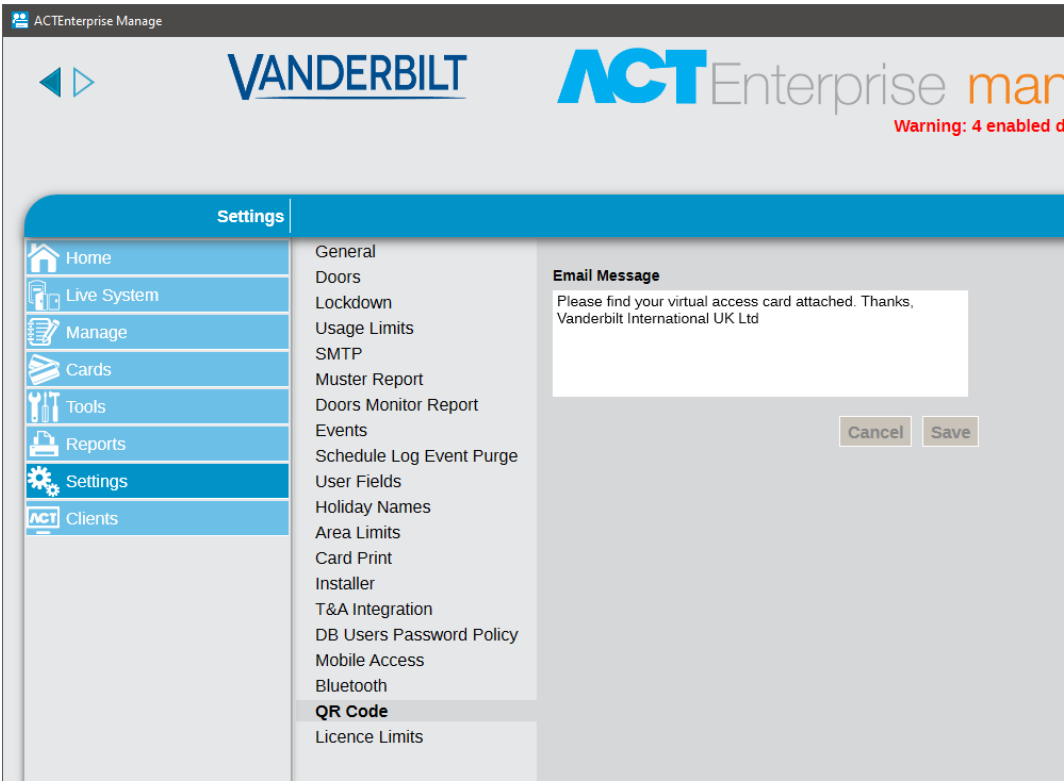 ACTEnterprise Manage
VANDERBILT
ACTEnterprise
Warning: 4 enabled
Settings
Home
Live System
Manage
Cards
Tools
Reports
Settings
ACT Clients
General
Doors
Lockdown
Usage Limits
SMTP
Muster Report
Doors Monitor Report
Events
Schedule Log Event Purge
User Fields
Holiday Names
Area Limits
Card Print
Installer
T&A Integration
DB Users Password Policy
Mobile Access
Bluetooth
QR Code
Licence Limits
Email Message
Please find your virtual access card attached. Thanks,
Vanderbilt International UK Ltd
Cancel Save